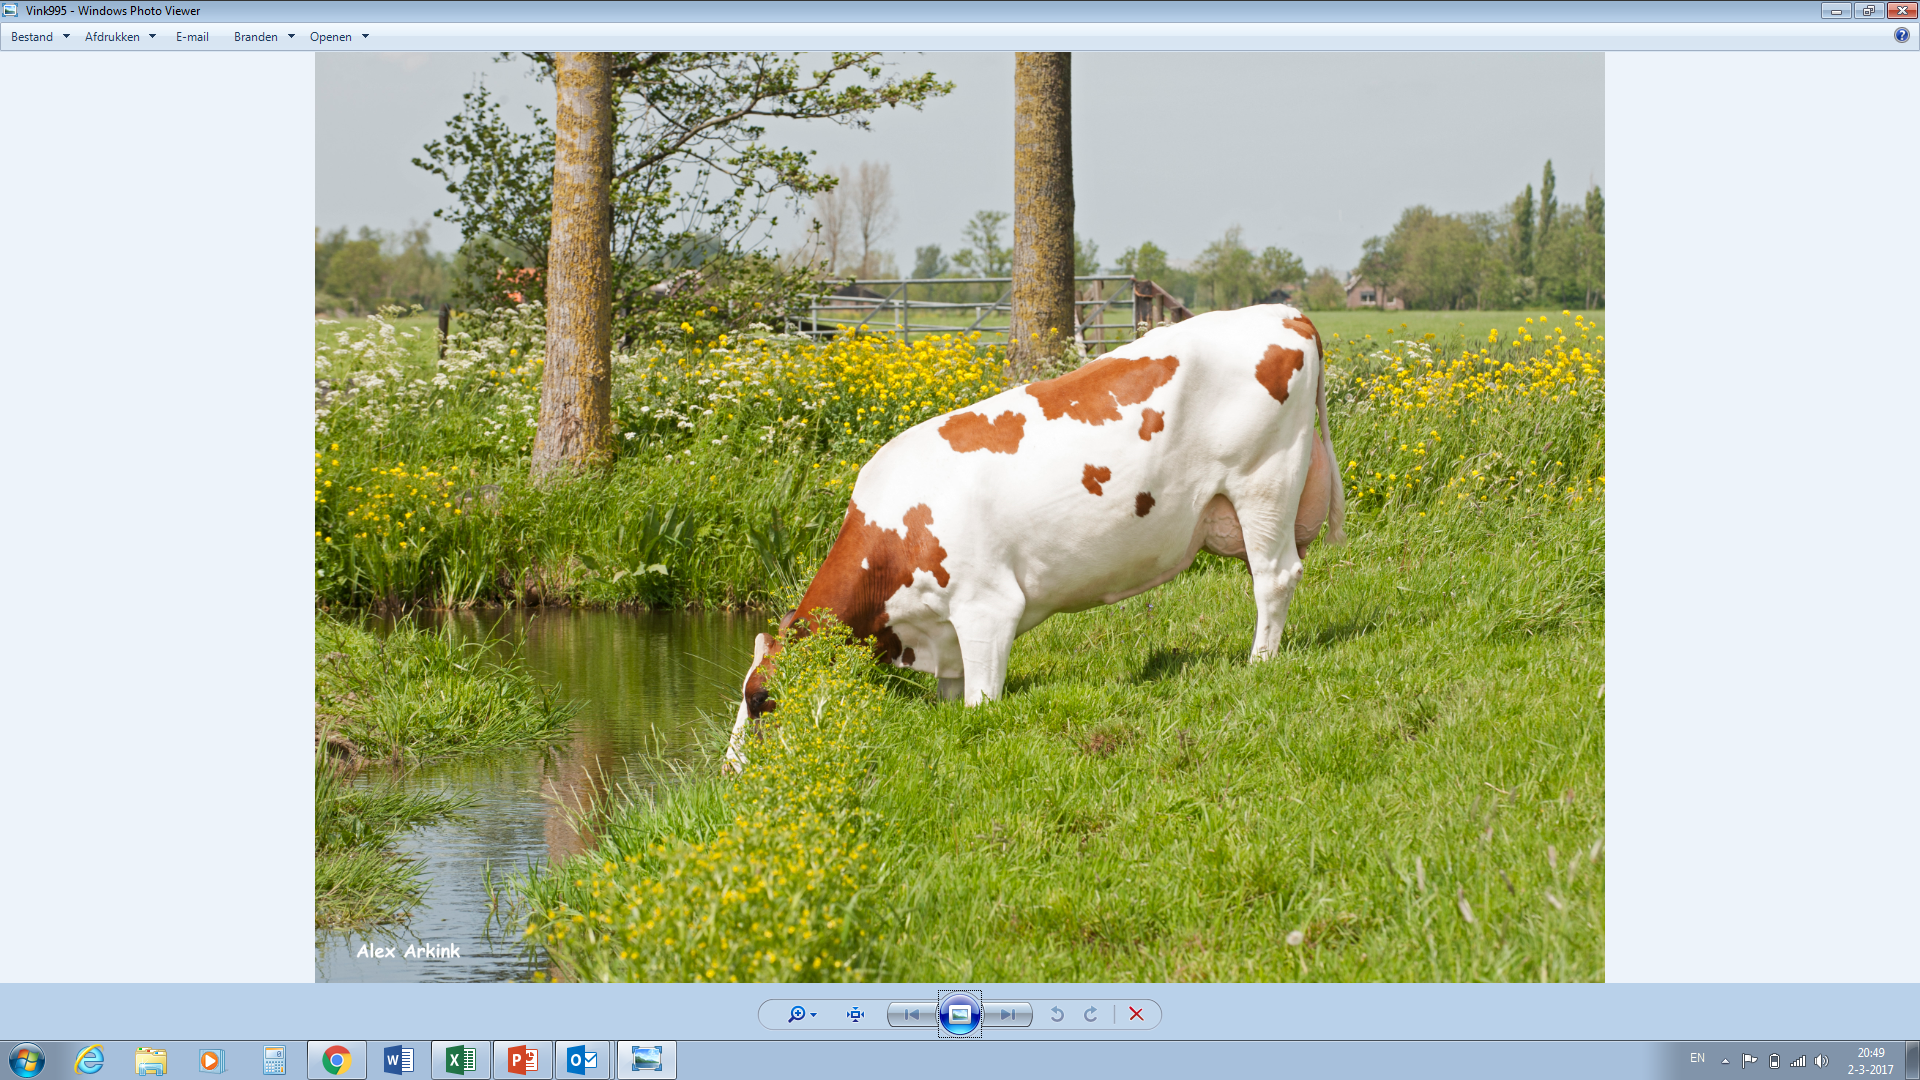 Vink995 - Windows Photo Viewer
Bestand Afdrukken E-mail Branden Openen
Alex Arkink
EN
20:49
2-3-2017